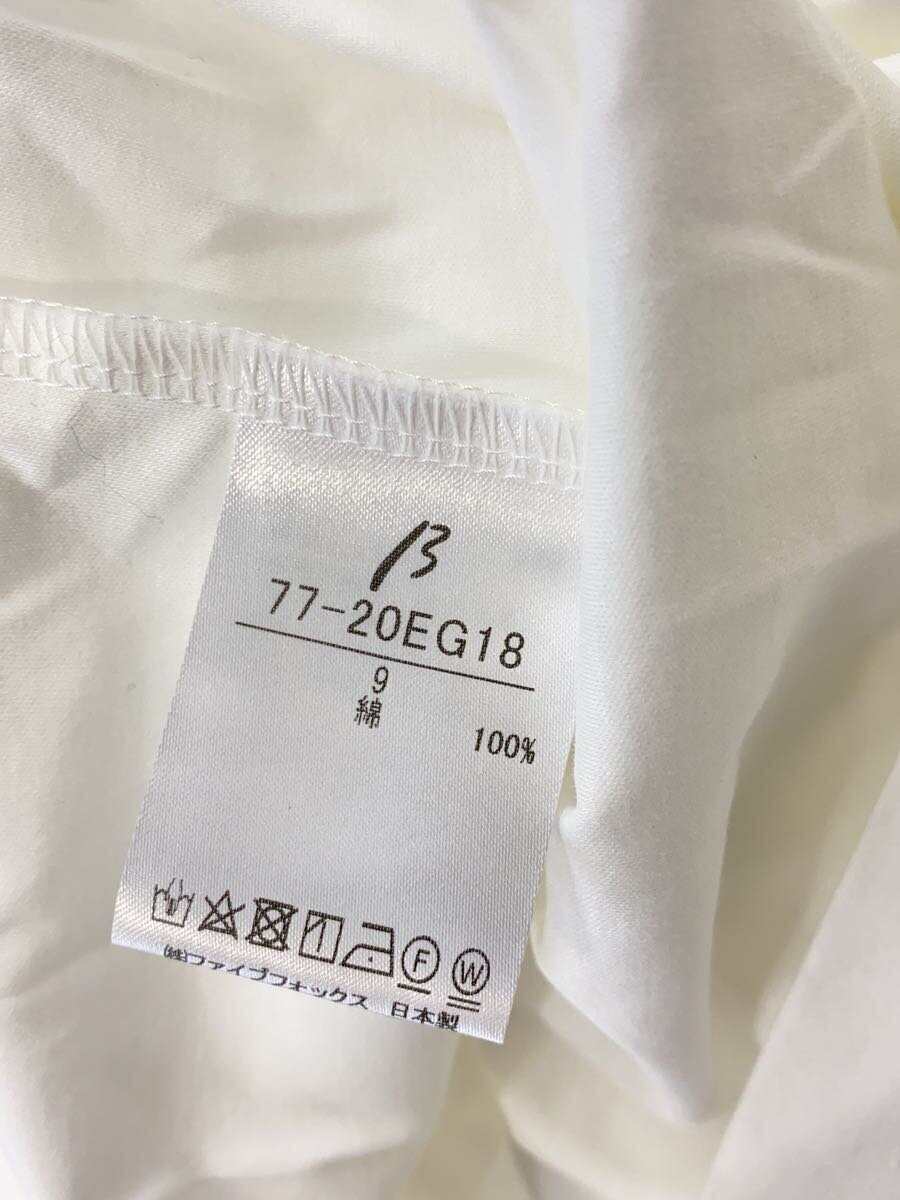 β
77-20EG18
9
綿 100%
F W
(株)ファイブフォックス 日本製